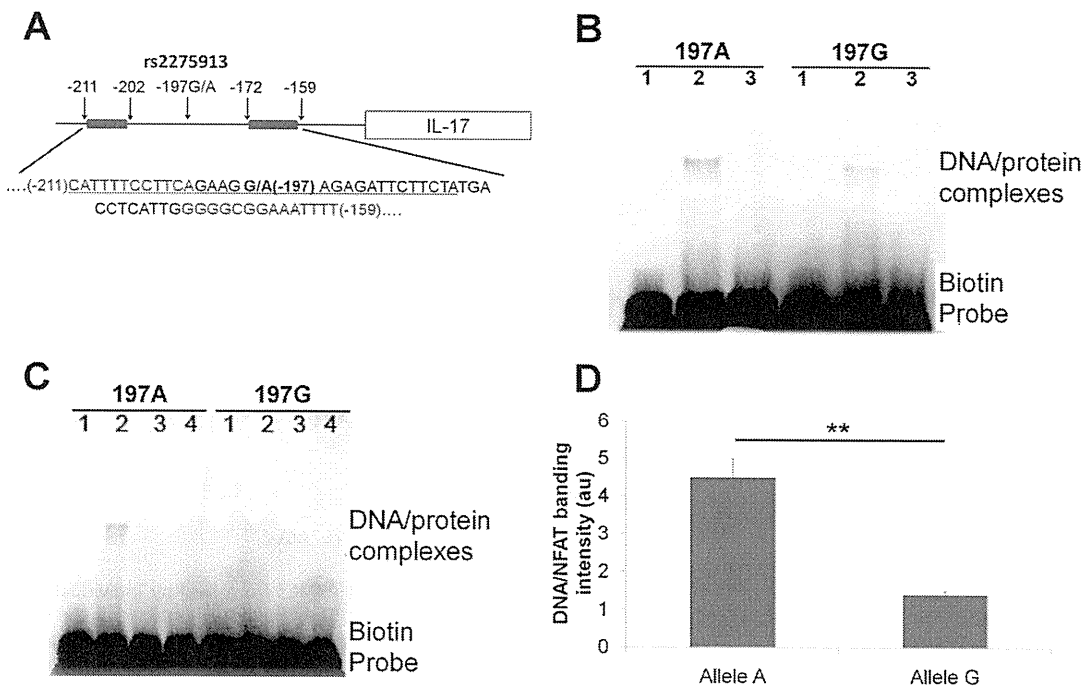 A
rs2275913
-211 -202 -197G/A -172 -159
IL-17
....(-211)CATTTTCCTTCAGAAG G/A(-197) AGAGATTCTTCTATGA
CCTCATTGGGGGCGGAAATTTT(-159)....
B
197A 197G
1 2 3 1 2 3
DNA/protein
complexes
Biotin
Probe
C
197A 197G
1 2 3 4 1 2 3 4
DNA/protein
complexes
Biotin
Probe
D
DNA/NFAT banding
intensity (au)
6
5
4
3
2
1
0
**
Allele A Allele G